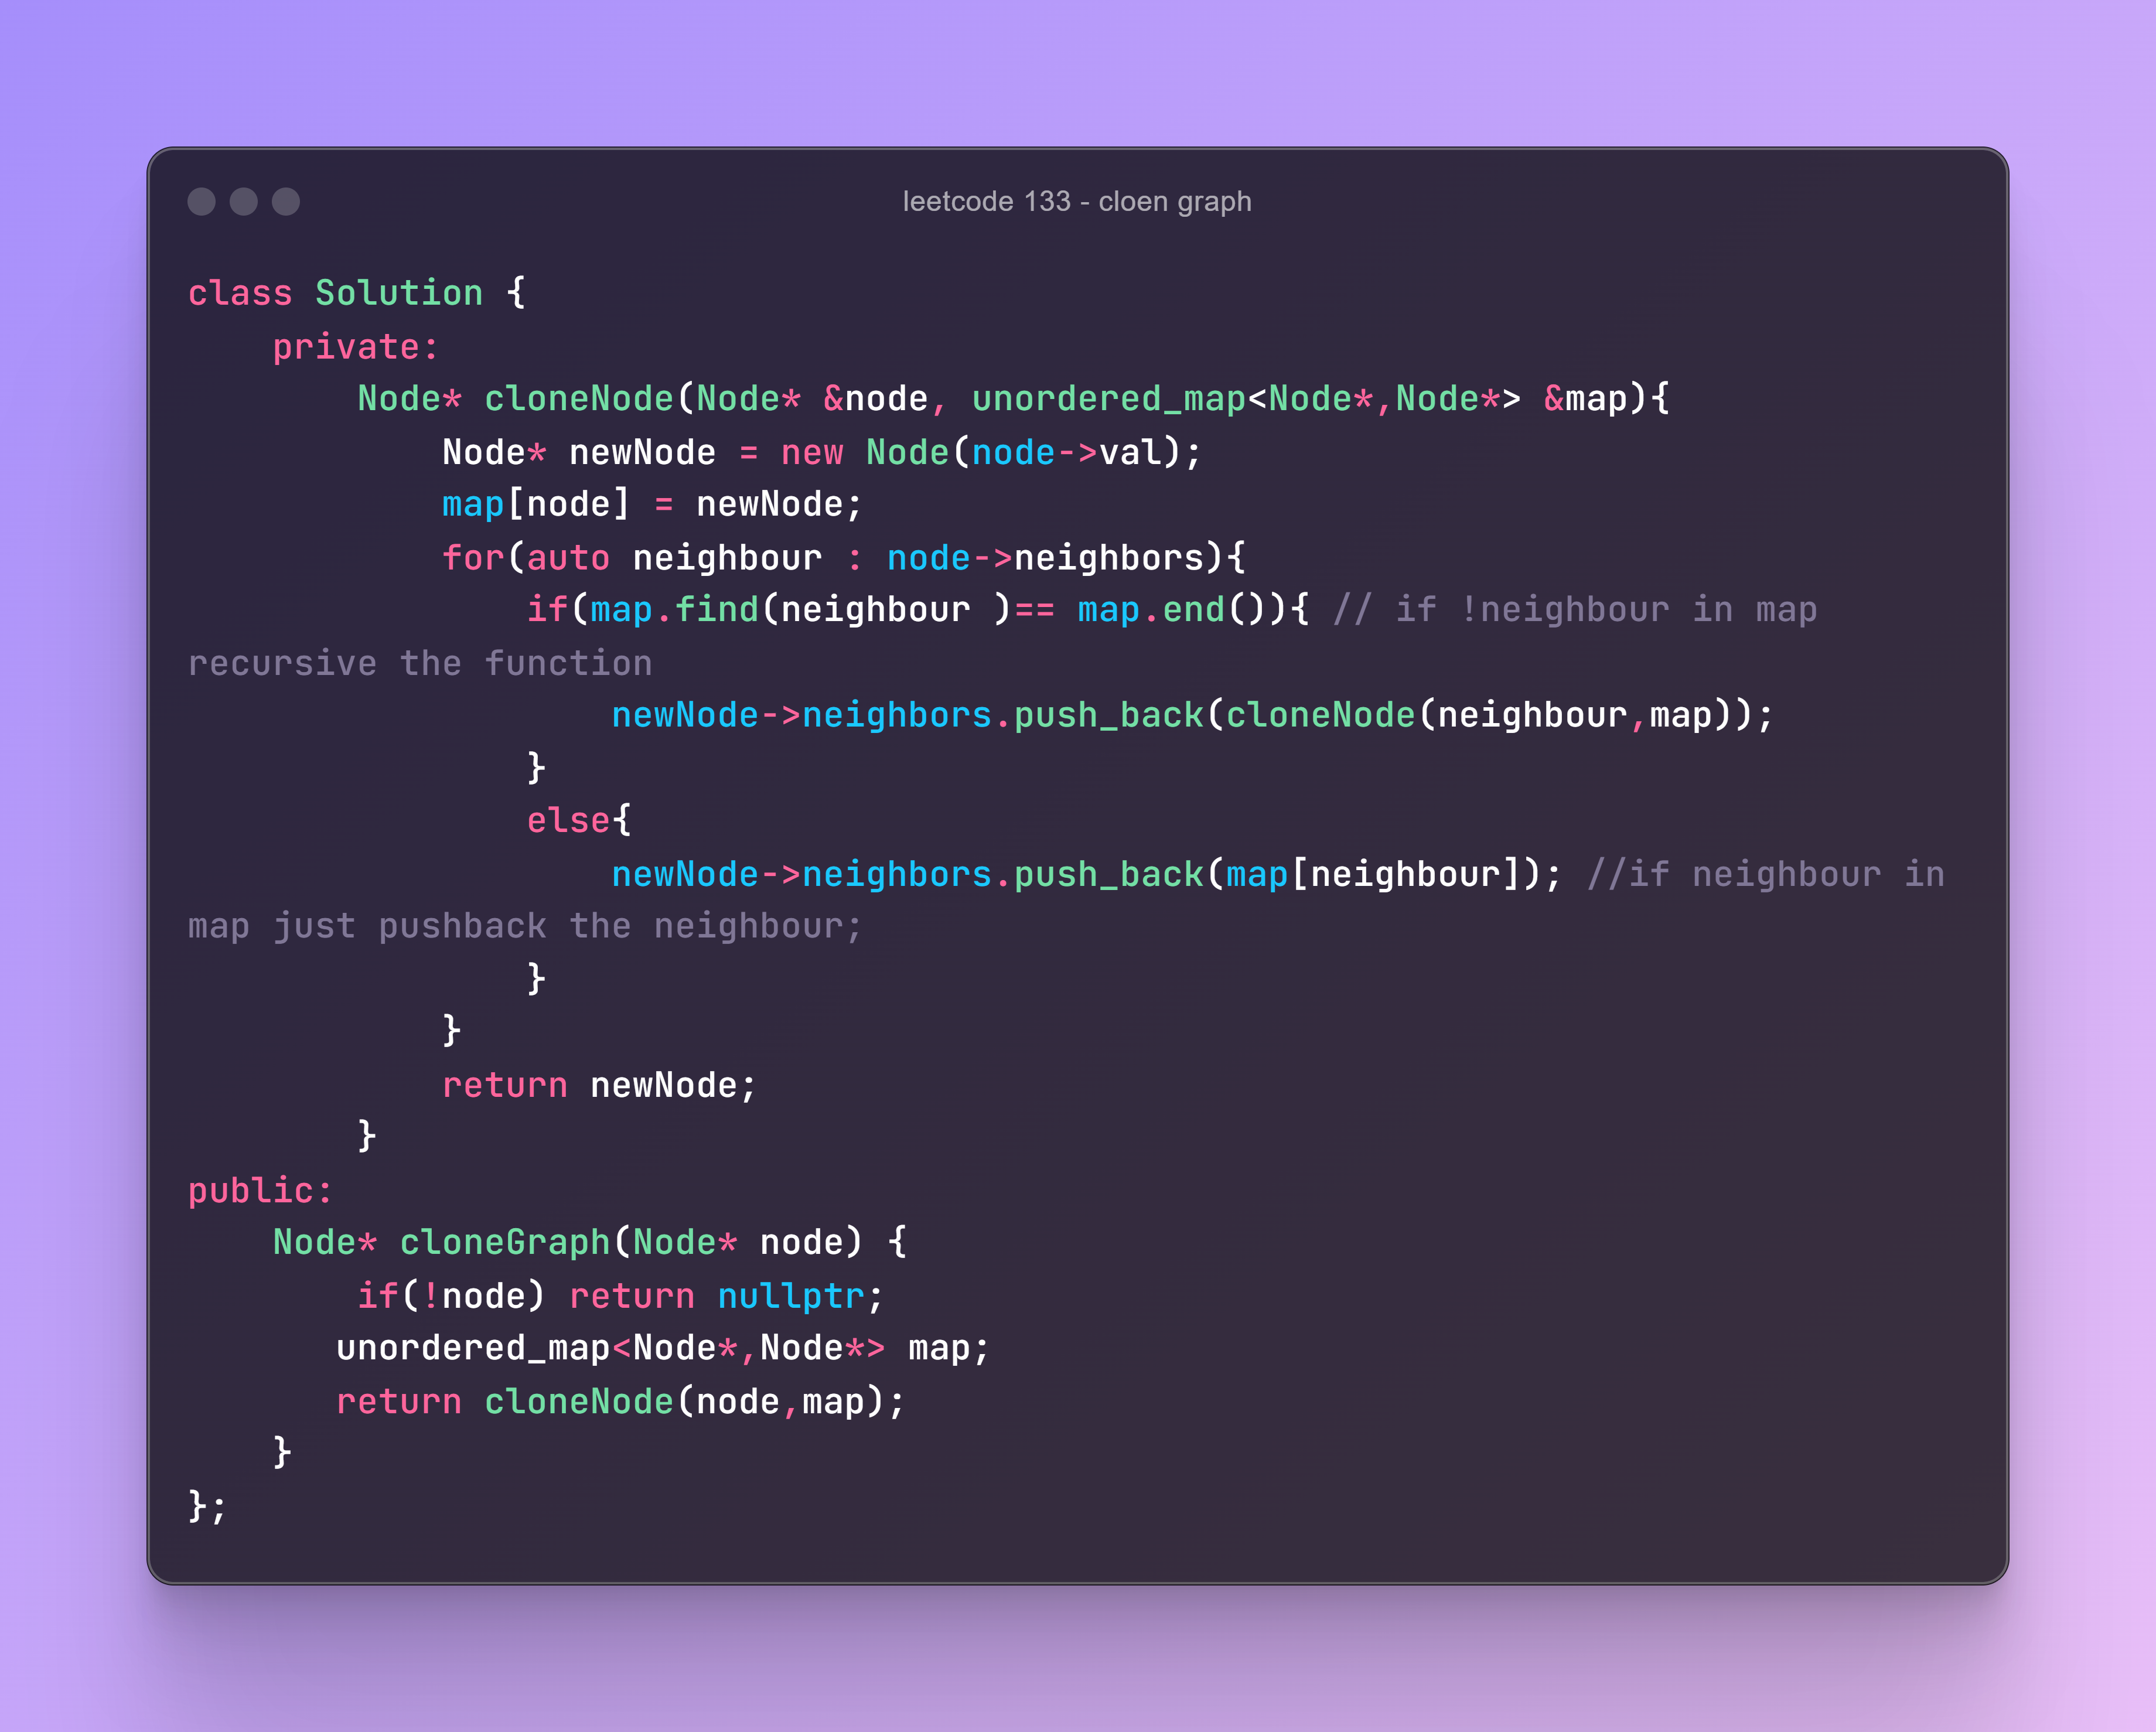 leetcode 133 - cloen graph
class Solution {
    private:
        Node* cloneNode(Node* &node, unordered_map<Node*,Node*> &map){
            Node* newNode = new Node(node->val);
            map[node] = newNode;
            for(auto neighbour : node->neighbors){
                if(map.find(neighbour )== map.end()){ // if !neighbour in map
recursive the function
                    newNode->neighbors.push_back(cloneNode(neighbour,map));
                }
                else{
                    newNode->neighbors.push_back(map[neighbour]); //if neighbour in
map just pushback the neighbour;
                }
            }
            return newNode;
        }
public:
    Node* cloneGraph(Node* node) {
        if(!node) return nullptr;
       unordered_map<Node*,Node*> map;
       return cloneNode(node,map);
    }
};